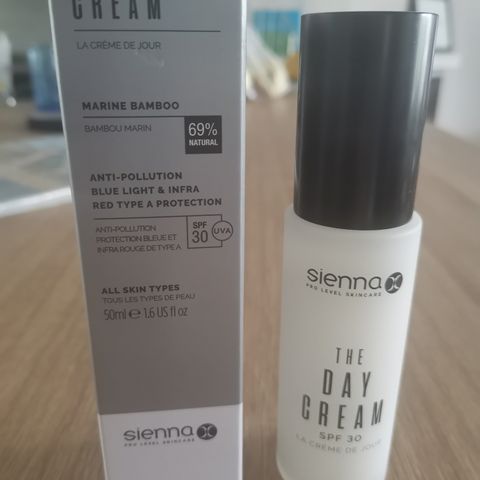 CREAM
LA CRÈME DE JOUR
MARINE BAMBOO
BAMBOU MARIN
69%
NATURAL
ANTI-POLLUTION
BLUE LIGHT & INFRA
RED TYPE A PROTECTION
ANTI-POLLUTION
PROTECTION BLEUE ET
INFRA ROUGE DE TYPE A
SPF
30
UVA
ALL SKIN TYPES
TOUS LES TYPES DE PEAU
50ml e 1,6 US fl oz
sienna X
PRO LEVEL SKINCARE
sienna X
PRO LEVEL SKINCARE
THE
DAY
CREAM
SPF 30
LA CRÈME DE JOUR